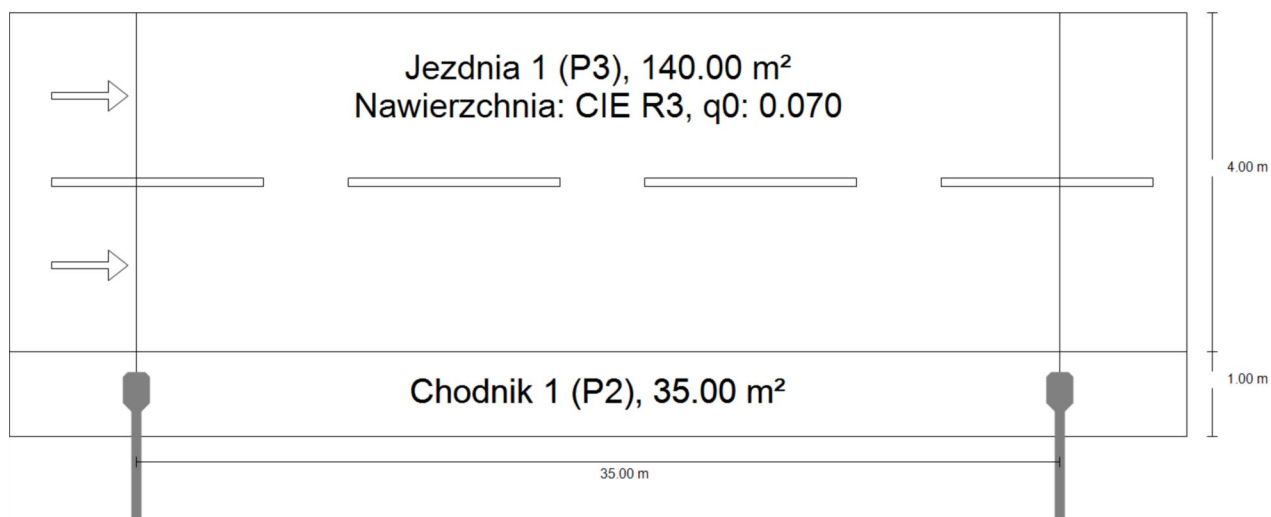 Jezdnia 1 (P3), 140.00 m²
Nawierzchnia: CIE R3, q0: 0.070
4.00 m
Chodnik 1 (P2), 35.00 m²
1.00 m
35.00 m